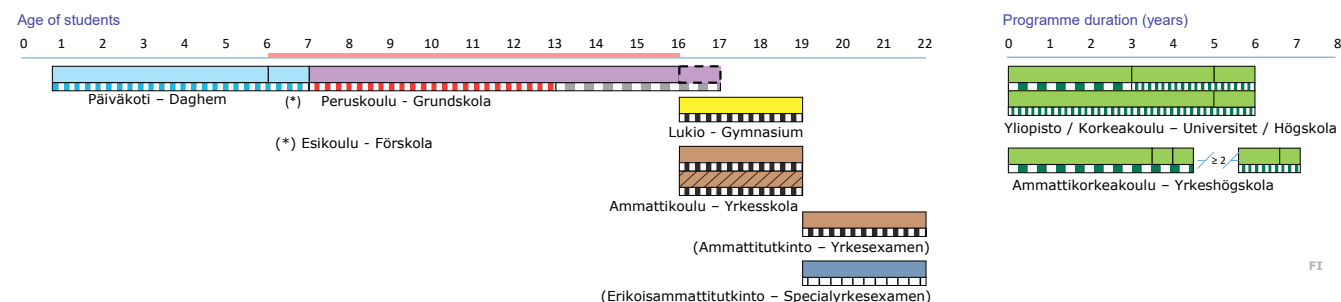 Age of students
Programme duration (years)
0 1 2 3 4 5 6 7 8 9 10 11 12 13 14 15 16 17 19 20 21 22
0 1 2 3 4 5 6 7 8
Päiväkoti – Daghem
(*)
Peruskoulu - Grundskola
(*) Esikoulu - Förskola
Lukio - Gymnasium
Ammattikoulu – Yrkesskola
(Ammattitutkinto – Yrkesexamen)
(Erikoisammattitutkinto – Specialyrkesexamen)
Yliopisto / Korkeakoulu – Universitet / Högskola
≥ 2
Ammattikorkeakoulu – Yrkeshögskola
FI